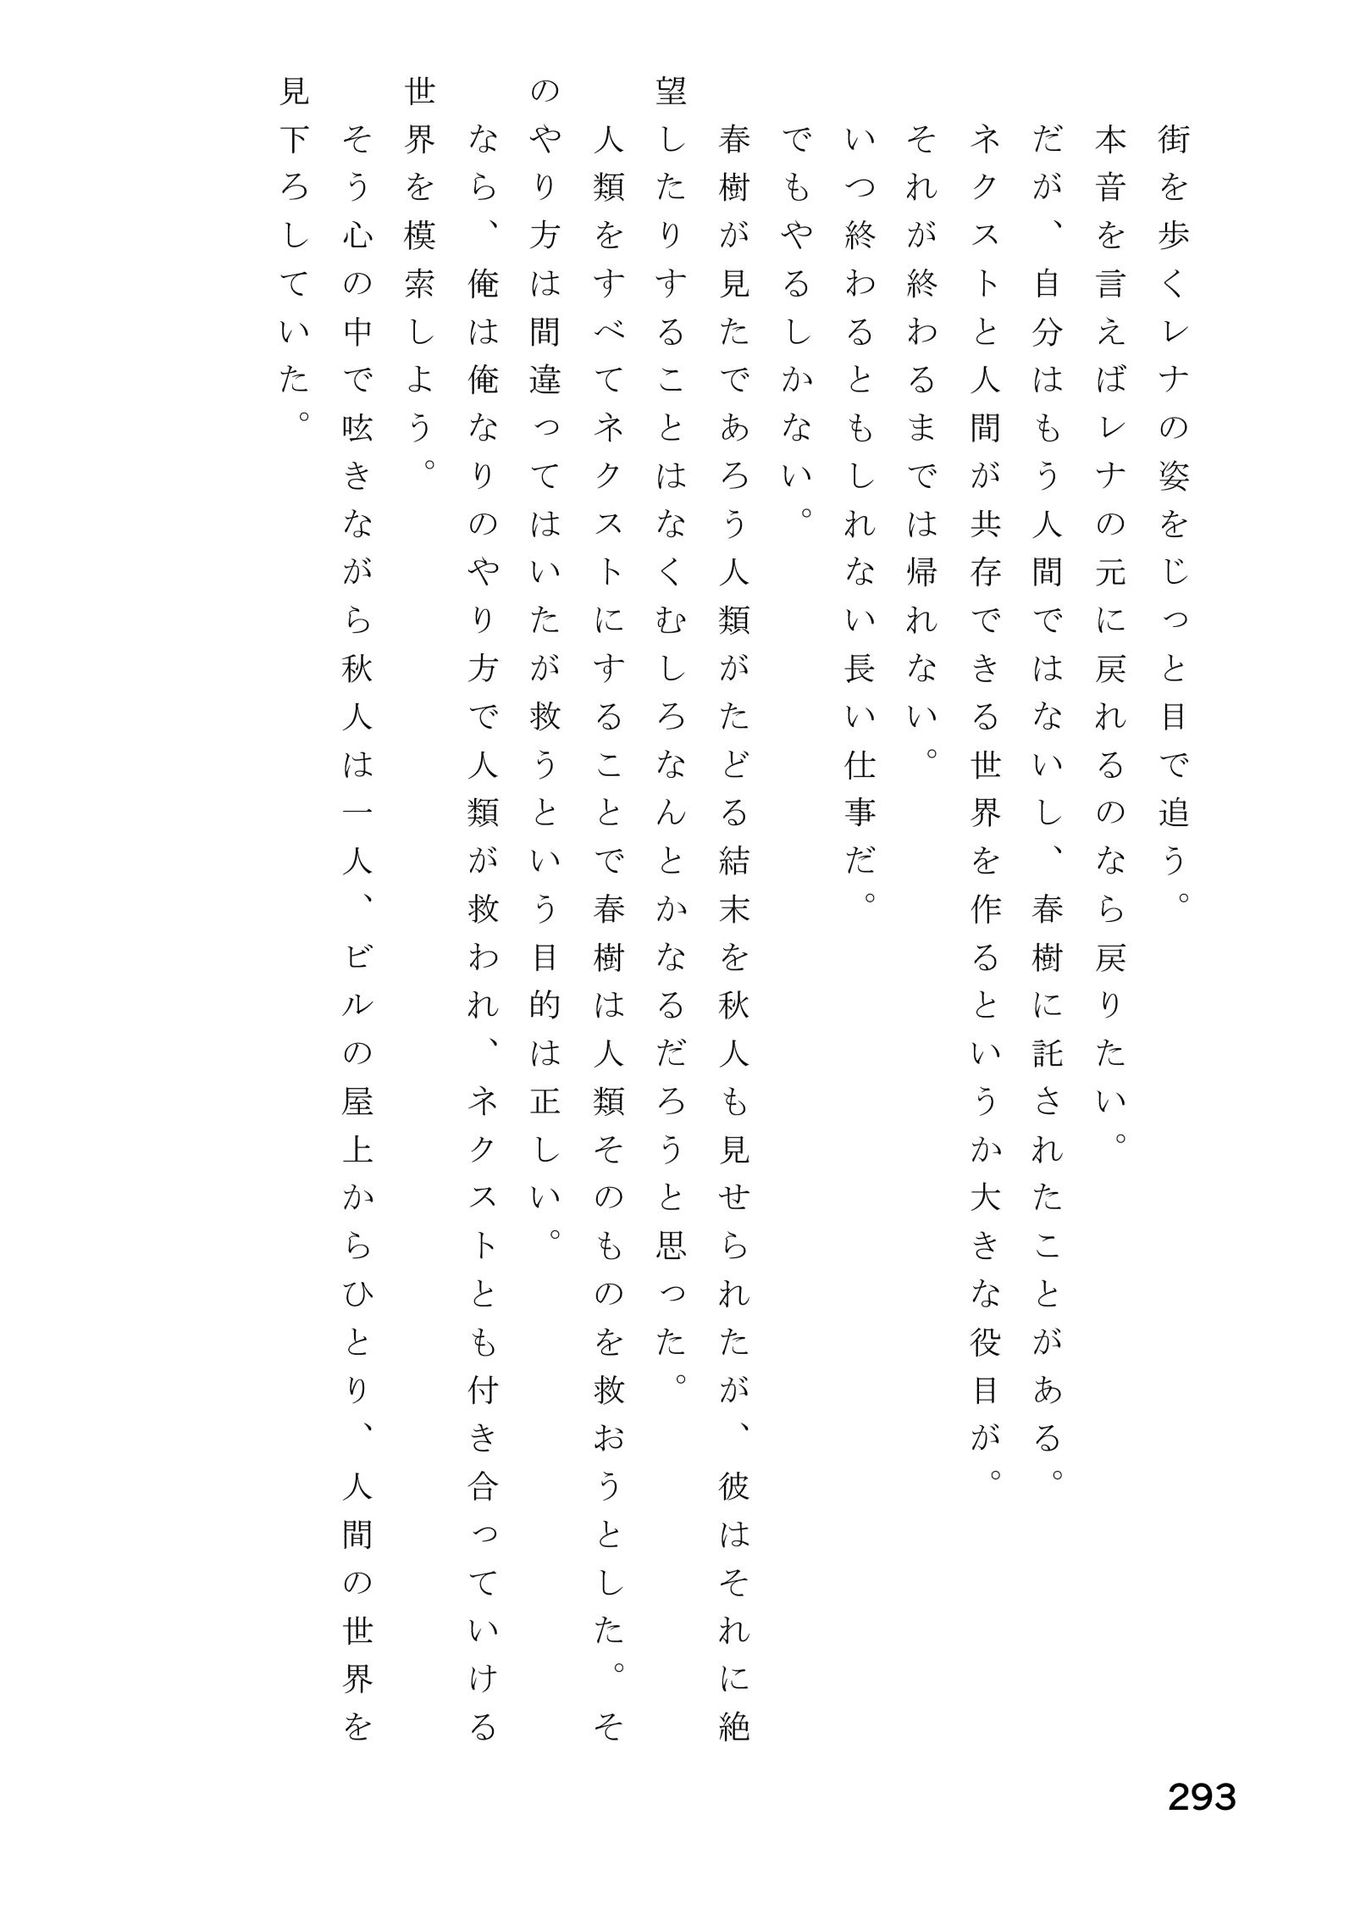 街を歩くレナの姿をじっと目で追う。
　本音を言えばレナの元に戻れるのなら戻りたい。
　だが、自分はもう人間ではないし、春樹に託されたことがある。
　ネクストと人間が共存できる世界を作るというか大きな役目が。
　それが終わるまでは帰れない。
　いつ終わるともしれない長い仕事だ。
　でもやるしかない。
　春樹が見たであろう人類がたどる結末を秋人も見せられたが、彼はそれに絶
望したりすることはなくむしろなんとかなるだろうと思った。
　人類をすべてネクストにすることで春樹は人類そのものを救おうとした。そ
のやり方は間違ってはいたが救うという目的は正しい。
　なら、俺は俺なりのやり方で人類が救われ、ネクストとも付き合っていける
世界を模索しよう。
　そう心の中で呟きながら秋人は一人、ビルの屋上からひとり、人間の世界を
見下ろしていた。
293